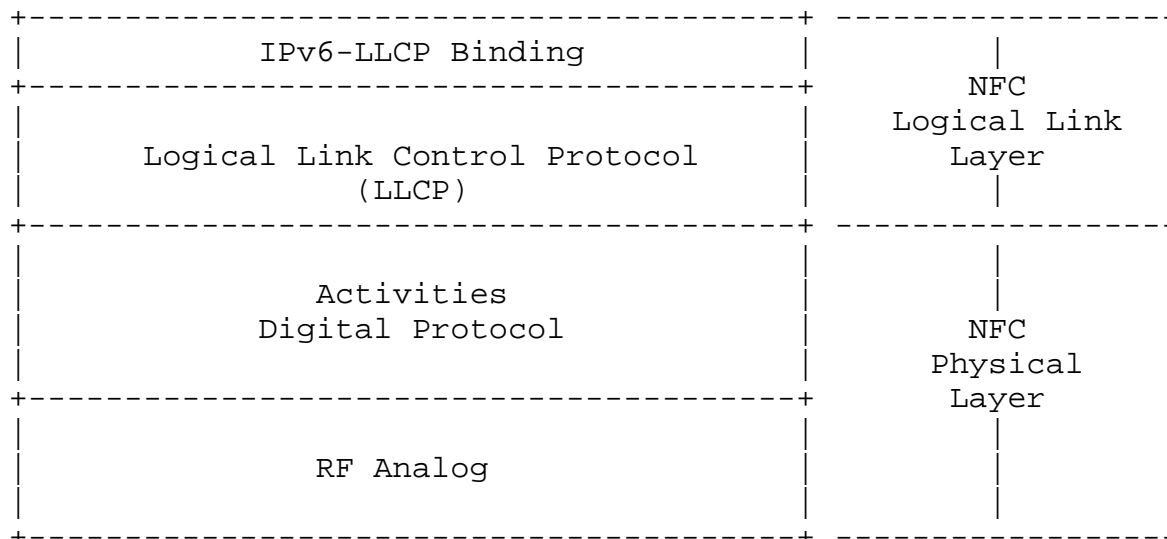 IPv6-LLCP Binding
NFC
Logical Link
Logical Link Control Protocol Layer
(LLCP)
Activities
Digital Protocol NFC
Physical
Layer
RF Analog